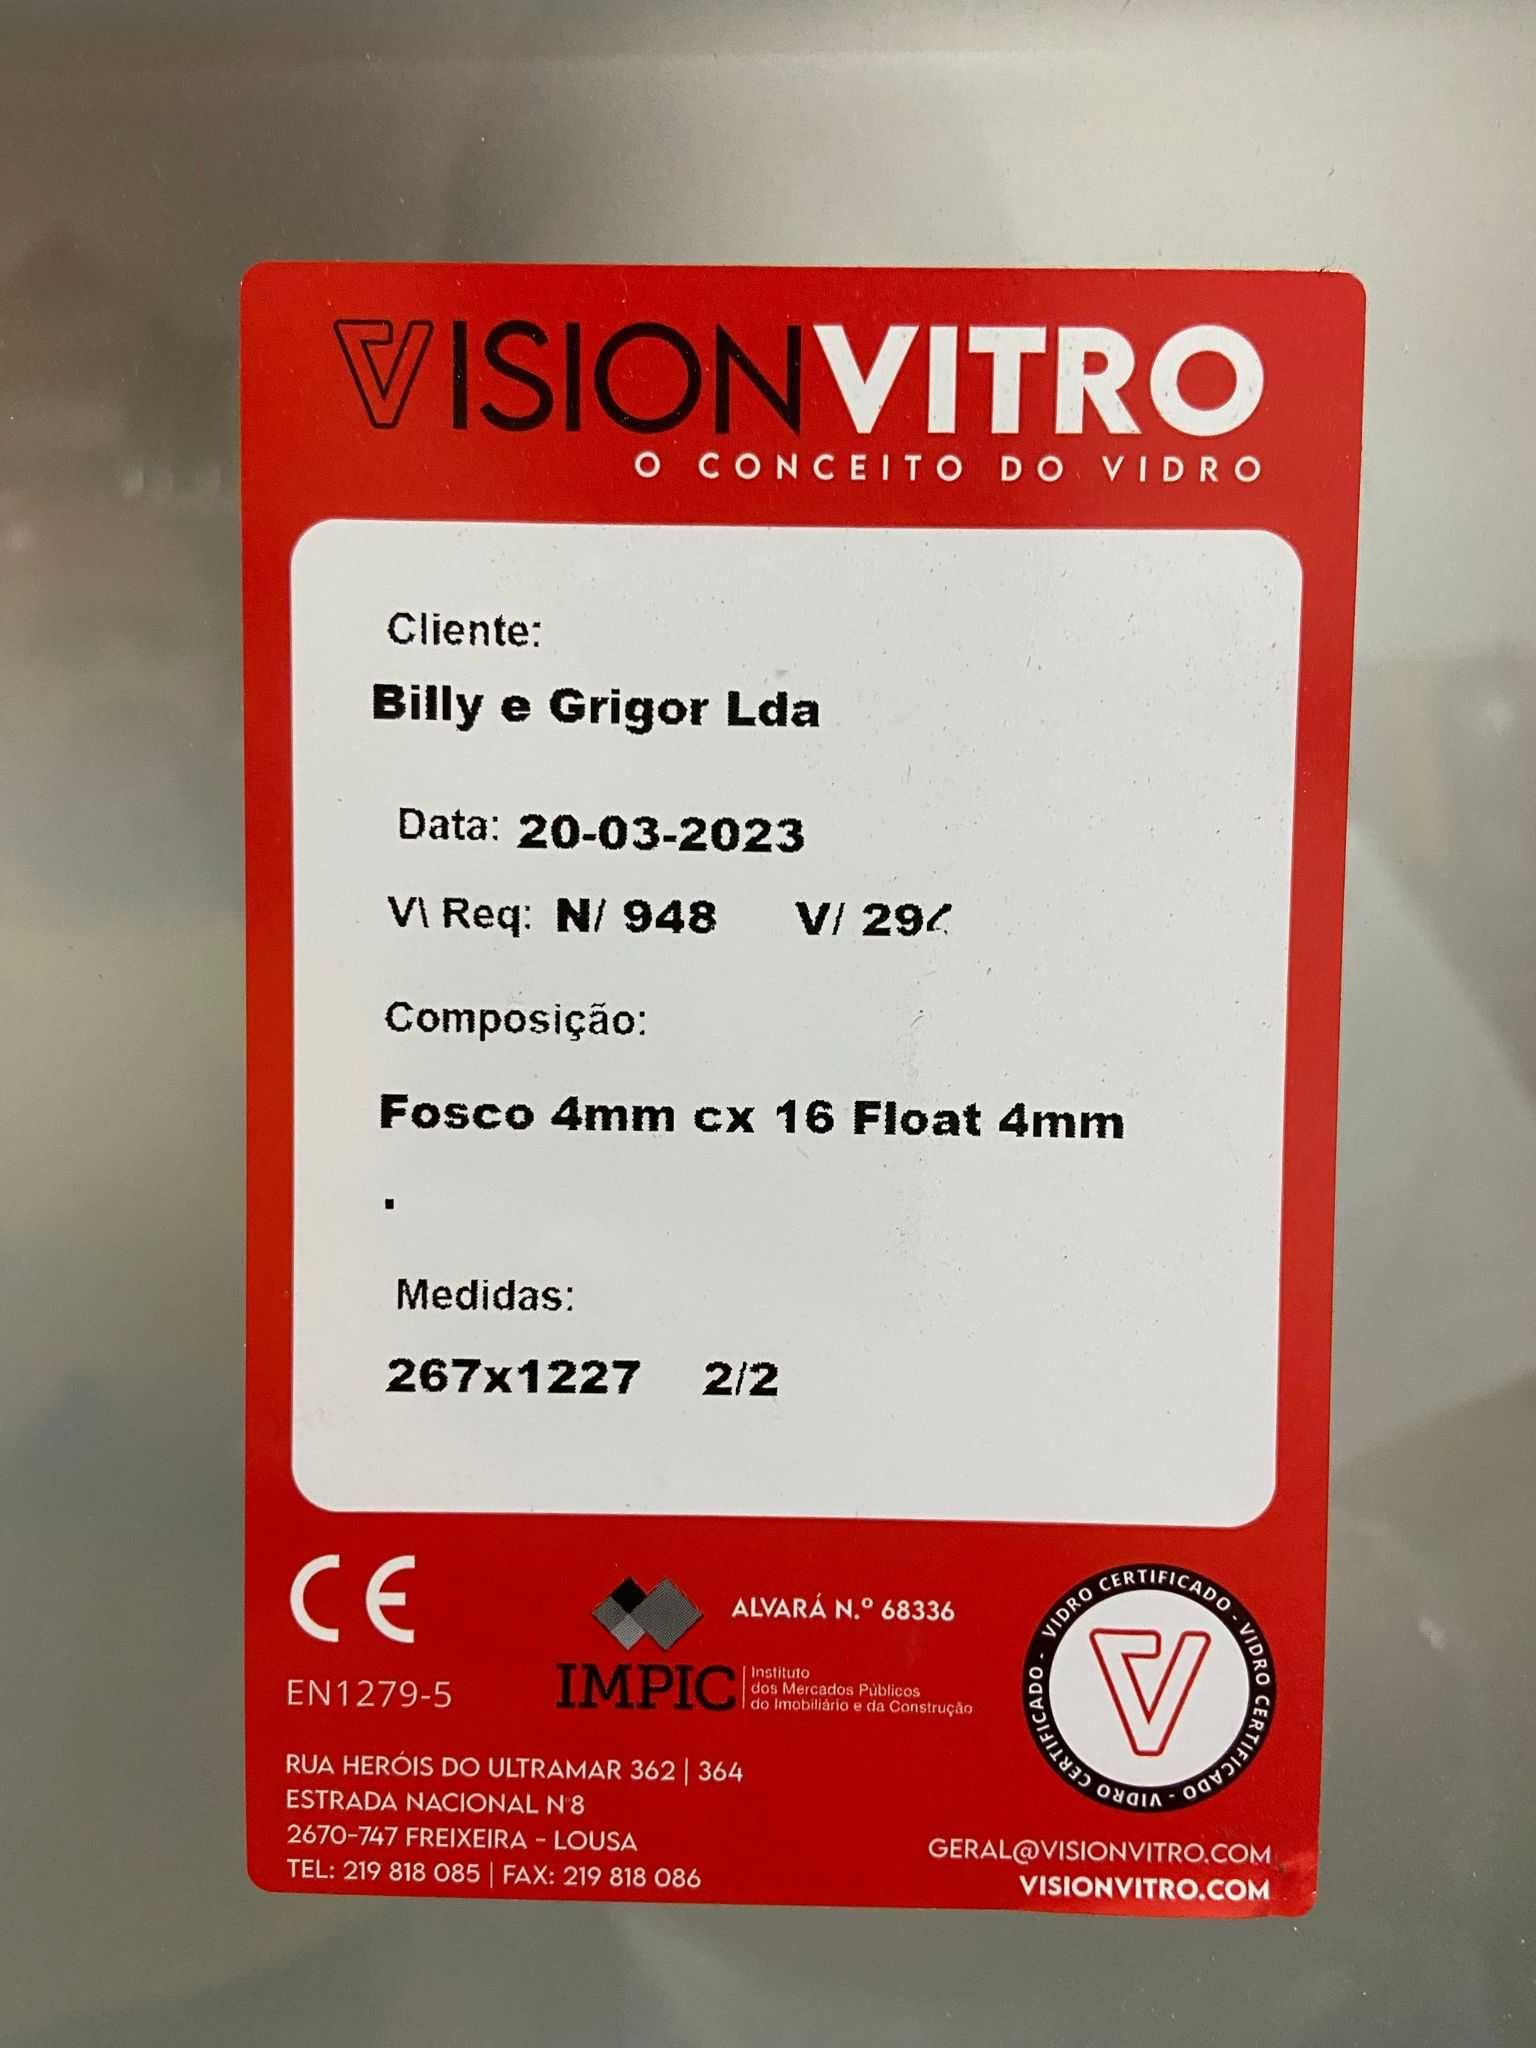 VISIONVITRO
O CONCEITO DO VIDRO
Cliente:
Billy e Grigor Lda
Data: 20-03-2023
V\ Req: N/ 948 V/
Composição:
Fosco 4mm cx 16 Float 4mm
.
Medidas:
267x1227 2/2
CE
EN1279-5
ALVARÁ N.º 68336
IMPIC
Instituto
dos Mercados Públicos
do Imobiliário e da Construção
VIDRO CERTIFICADO - VIDRO CERTIFICADO - VIDRO CERTIFICADO -
RUA HERÓIS DO ULTRAMAR 362 | 364
ESTRADA NACIONAL Nº8
2670-747 FREIXEIRA - LOUSA
TEL: 219 818 085 | FAX: 219 818 086
GERAL@VISIONVITRO.COM
VISIONVITRO.COM